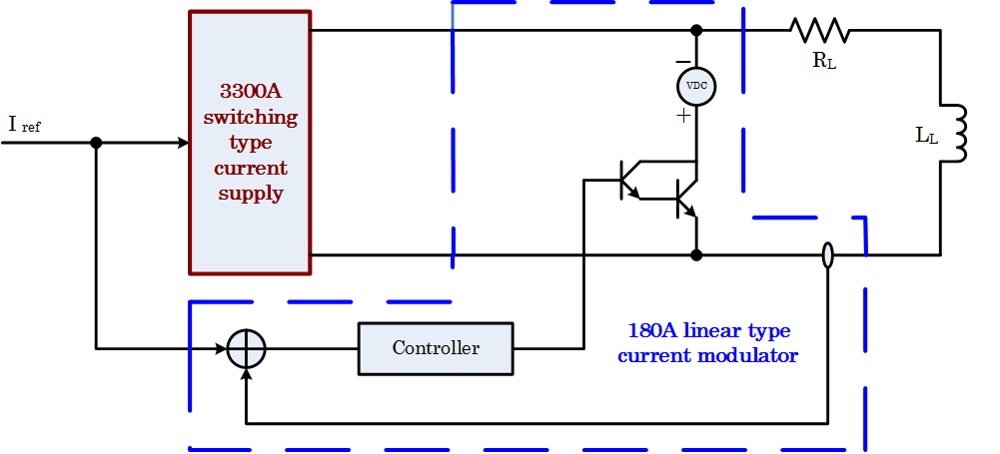 I ref
3300A
switching
type
current
supply
−
VDC
+
RL
LL
Controller
180A linear type
current modulator